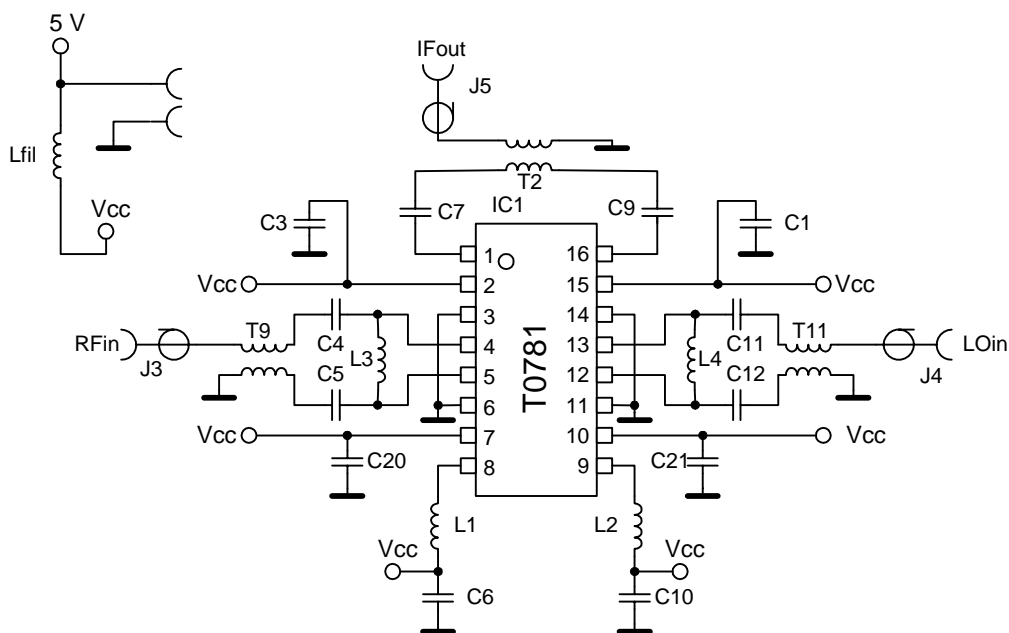 5 V
IFout
J5
Lfil
T2
Vcc
C3
C7
IC1
C9
C1
1
16
Vcc
2
15
Vcc
3
14
RFin
J3
T9
C4
L3
4
T0781
13
L4
C11
T11
J4
LOin
C5
5
12
C12
6
11
Vcc
7
10
Vcc
C20
8
9
C21
L1
L2
Vcc
Vcc
C6
C10